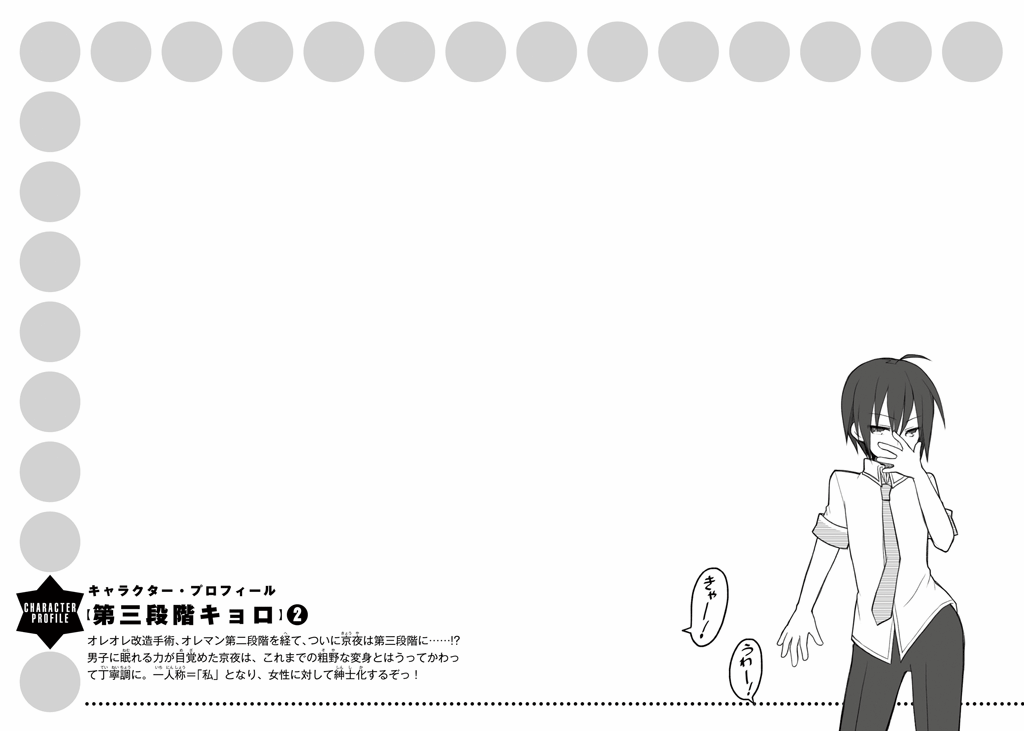 CHARACTER
PROFILE
キャラクター・プロフィール
【第三段階キョロ】❷
オレオレ改造手術、オレマン第二段階を経て、ついに京夜は第三段階に……!?
男子に眠れる力が目覚めた京夜は、これまでの粗野な変身とはうってかわっ
て丁寧調に。一人称＝「私」となり、女性に対して紳士化するぞっ！
きゃーー！
うわーー！